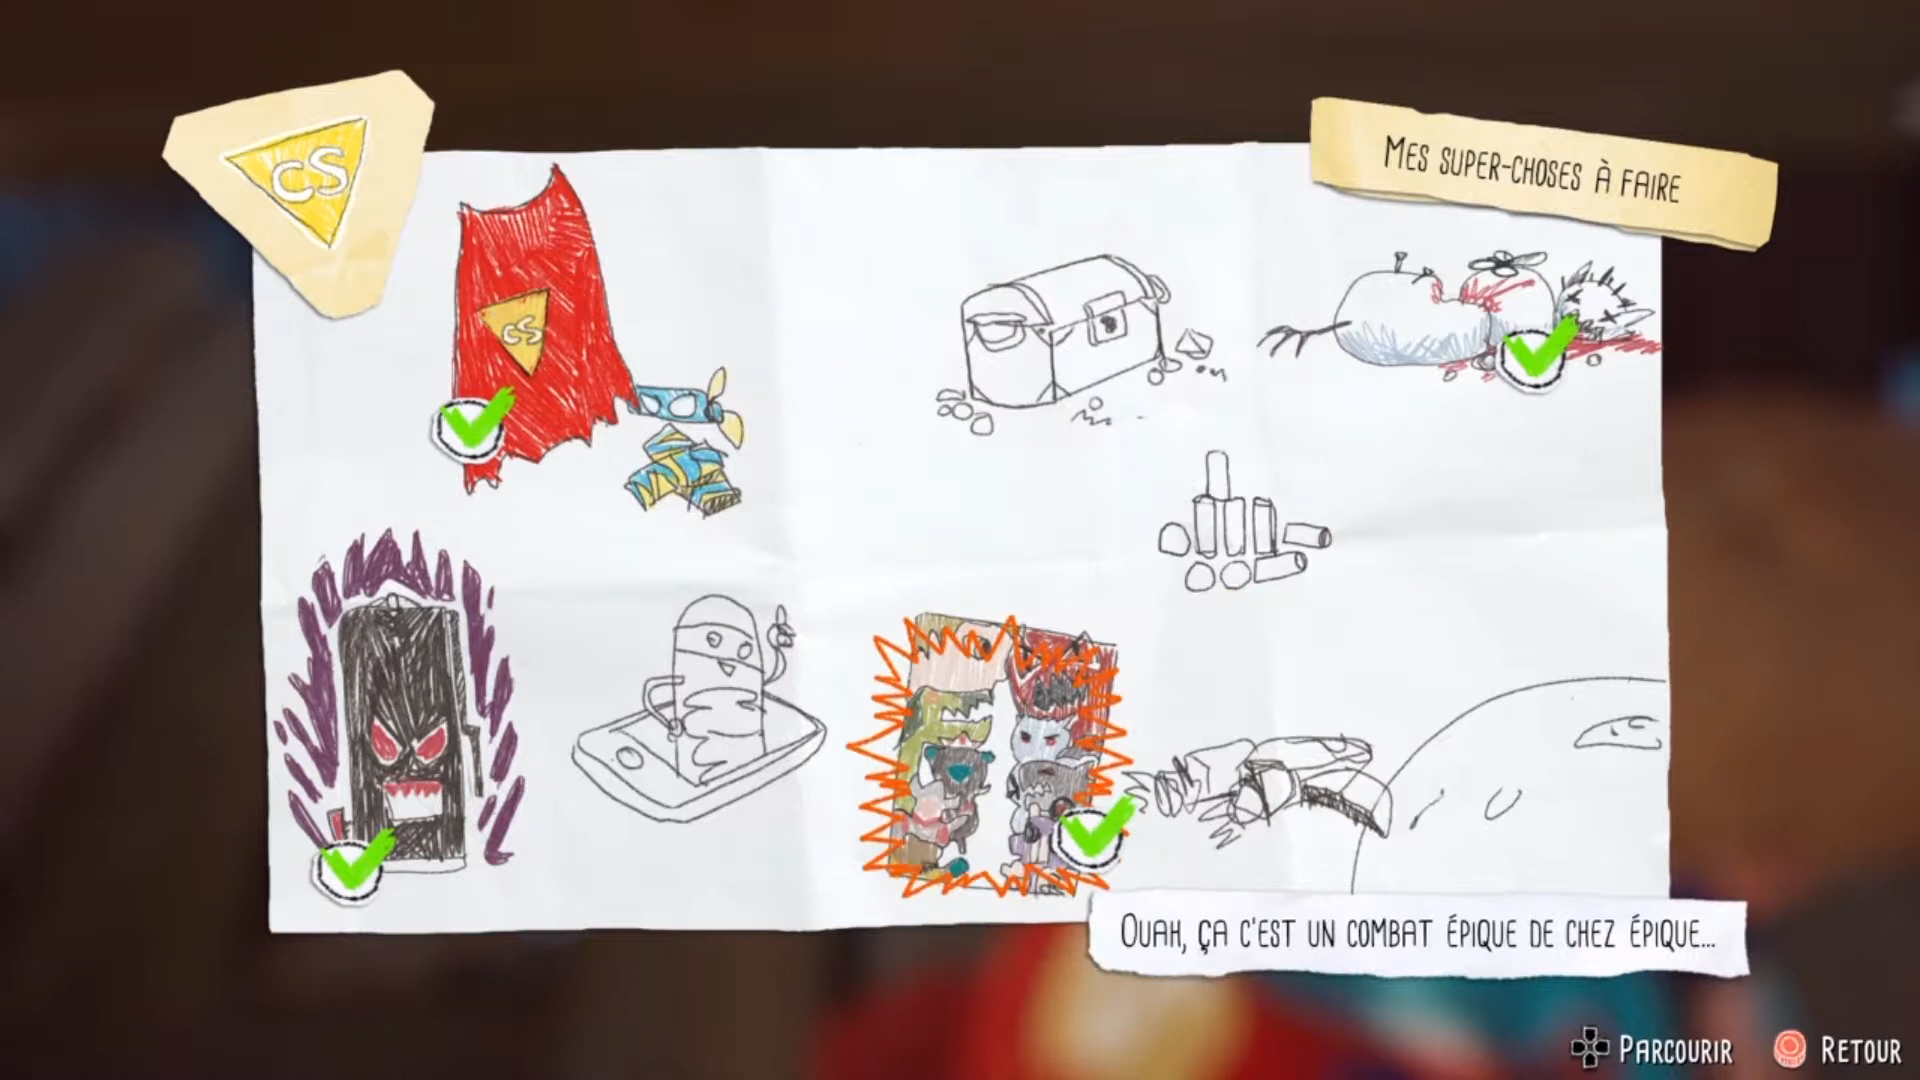 CS
MES SUPER-CHOSES À FAIRE
CS
OUAH, ÇA C'EST UN COMBAT ÉPIQUE DE CHEZ ÉPIQUE...
PARCOURIR
RETOUR